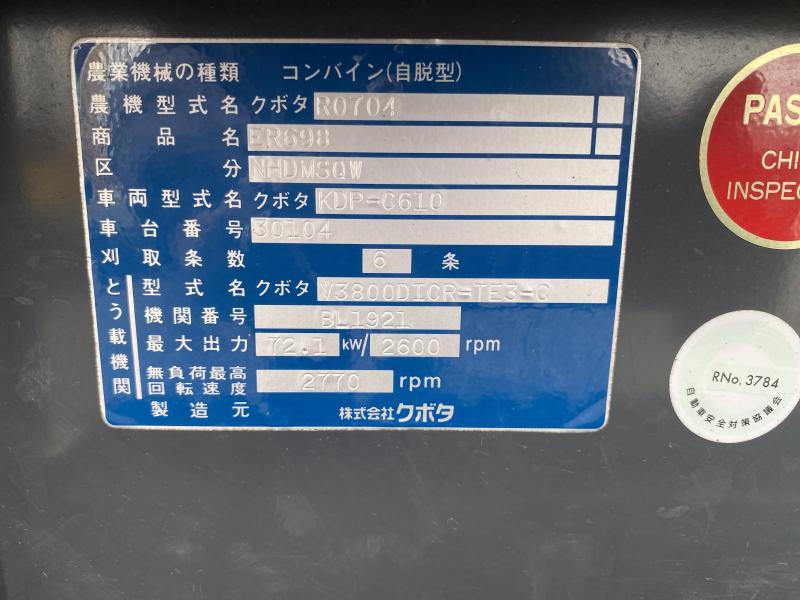 農業機械の種類 コンバイン(自脱型)
農機型式名 クボタ R0704
商品名 ER698
区分 NHDMSQW
車両型式名 クボタ KDP=C610
車台番号 30104
刈取条数 6 条
とう載機関
型式名 クボタ V3800DICR=TE3=C
機関番号 BL1921
最大出力 72.1 kW/ 2600 rpm
無負荷最高回転速度 2770 rpm
製造元 株式会社クボタ
PAS
CHI
INSPEC
RNo, 3784
自動車安全対策協議会